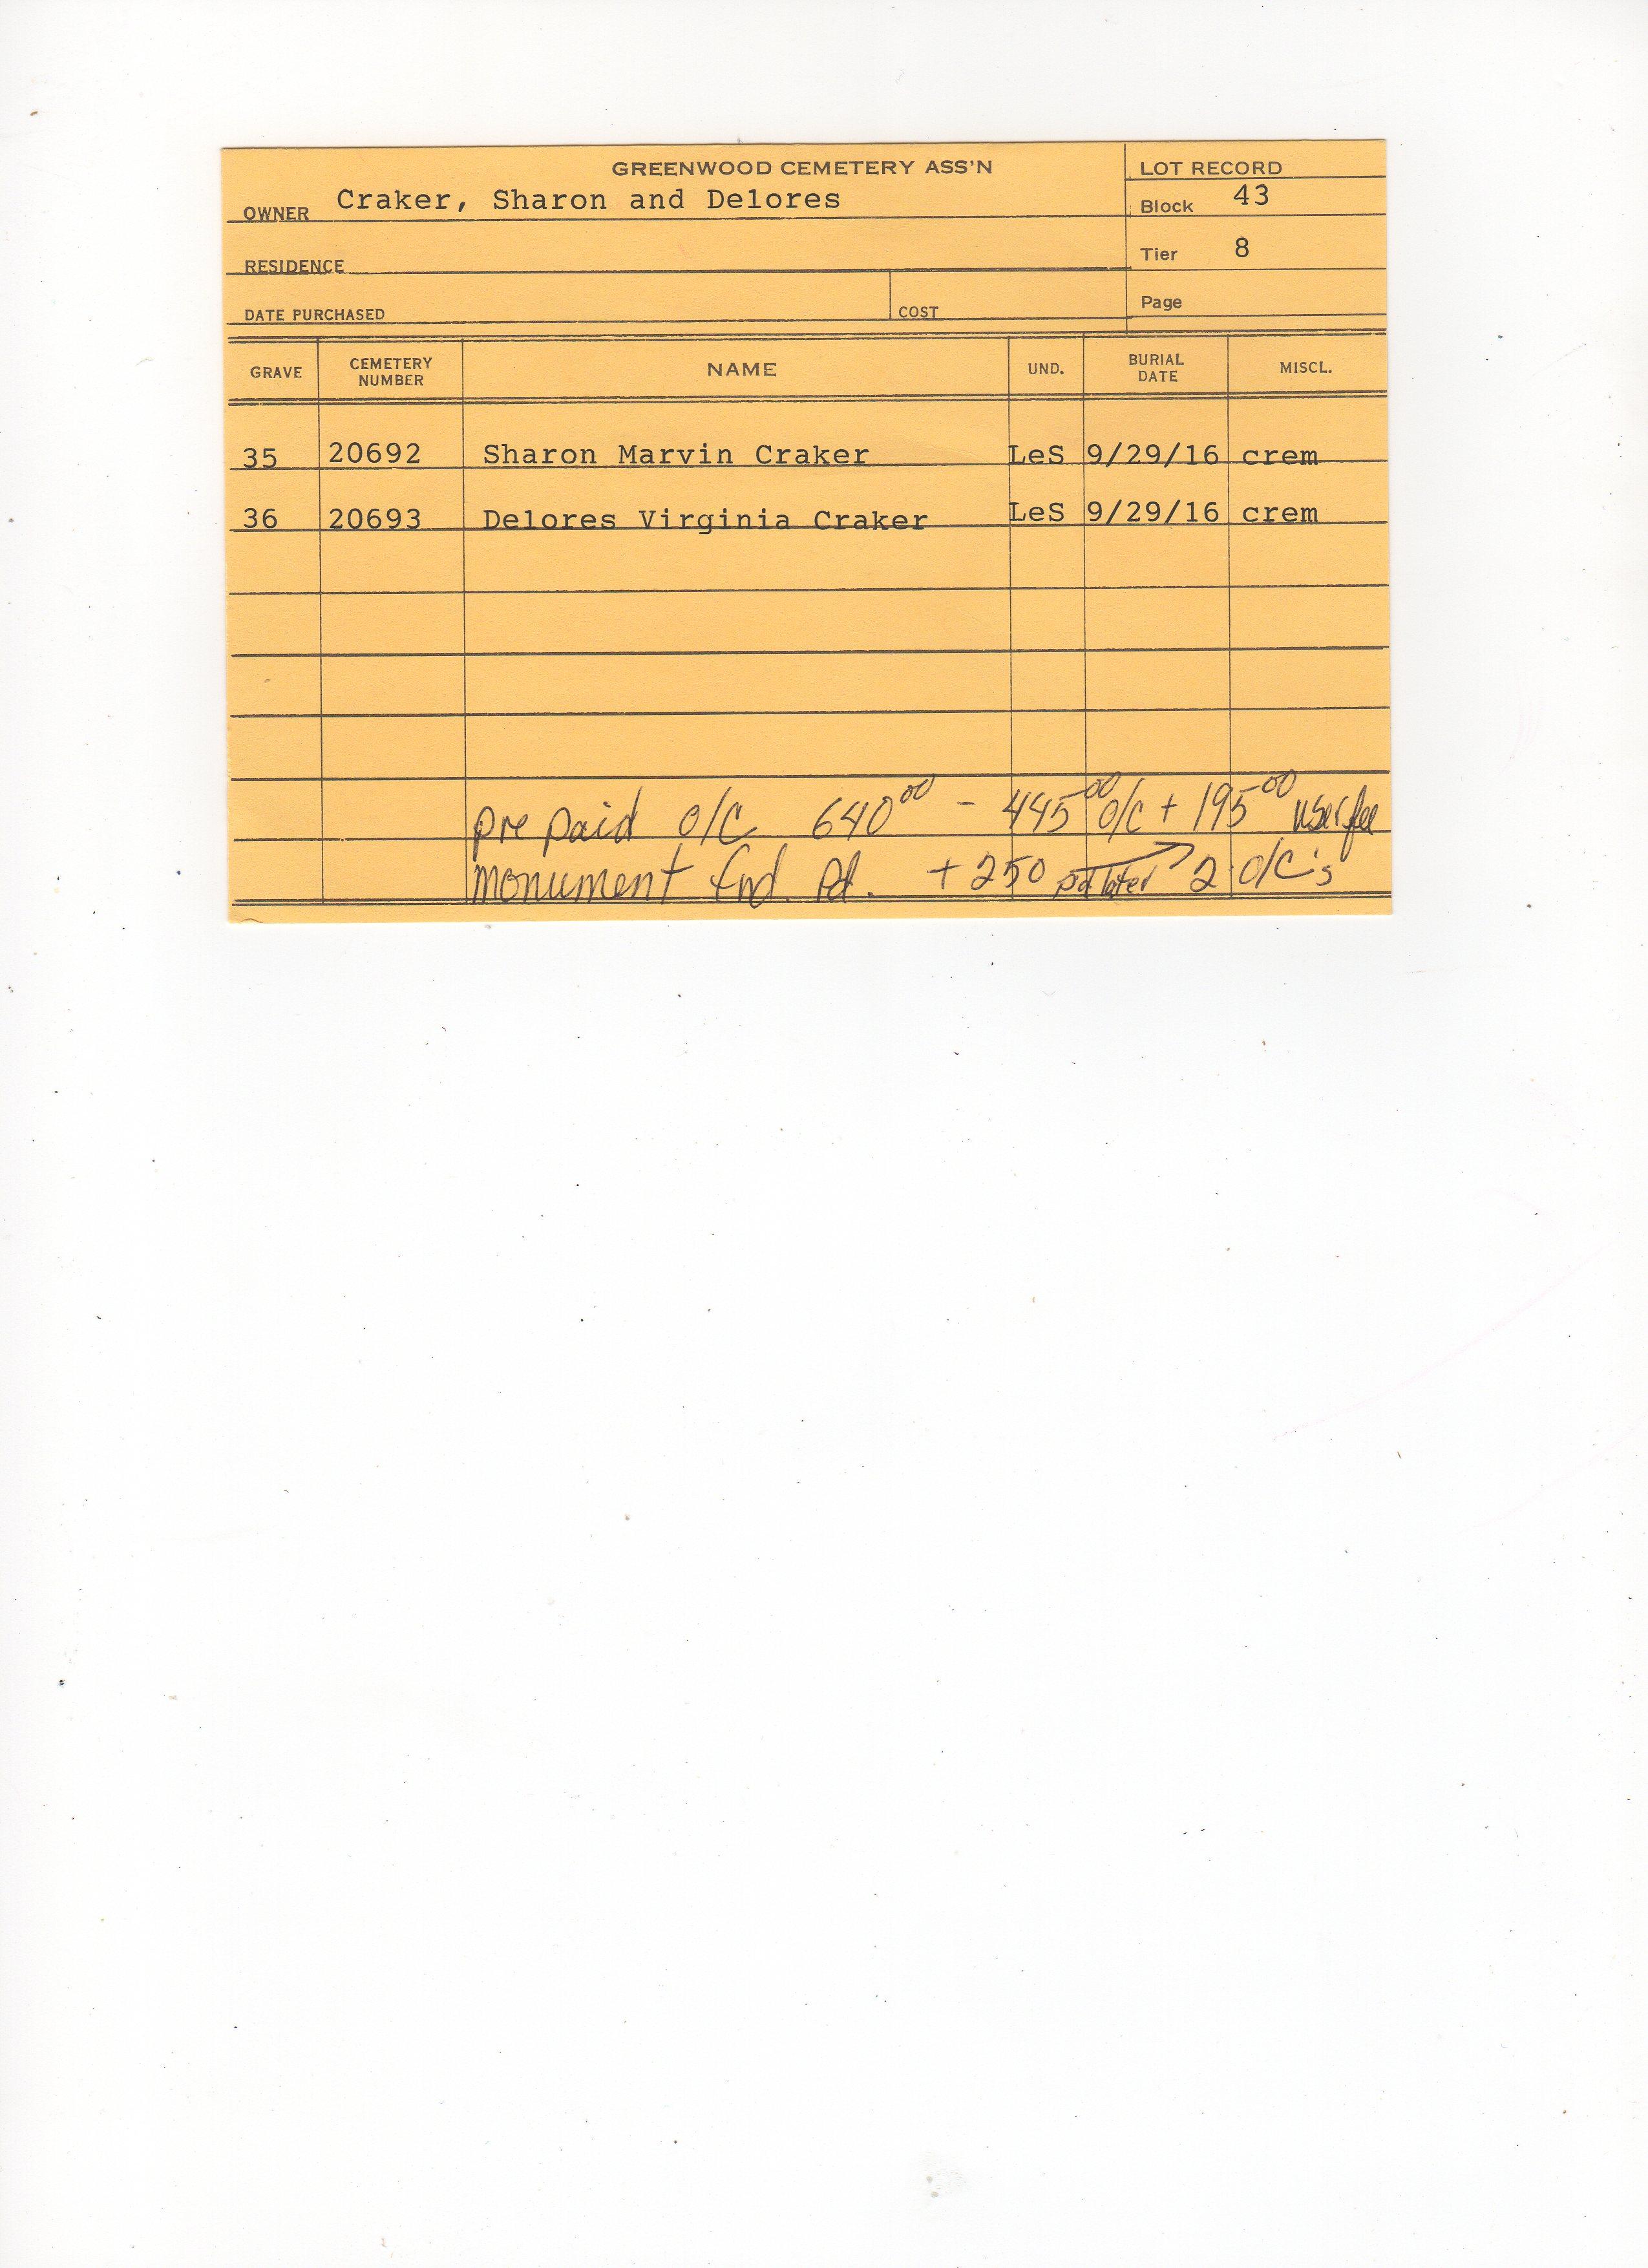 GREENWOOD CEMETERY ASS'N LOT RECORD
OWNER Craker, Sharon and Delores Block 43
RESIDENCE Tier 8
DATE PURCHASED COST Page
GRAVE CEMETERY NUMBER NAME UND. BURIAL DATE MISCL.
35 20692 Sharon Marvin Craker LeS 9/29/16 crem
36 20693 Delores Virginia Craker LeS 9/29/16 crem
pre paid o/c 640 00 - 445 00 o/c + 195 00 user fee
monument fnd. Pd. + 250 pd later 2 o/c's